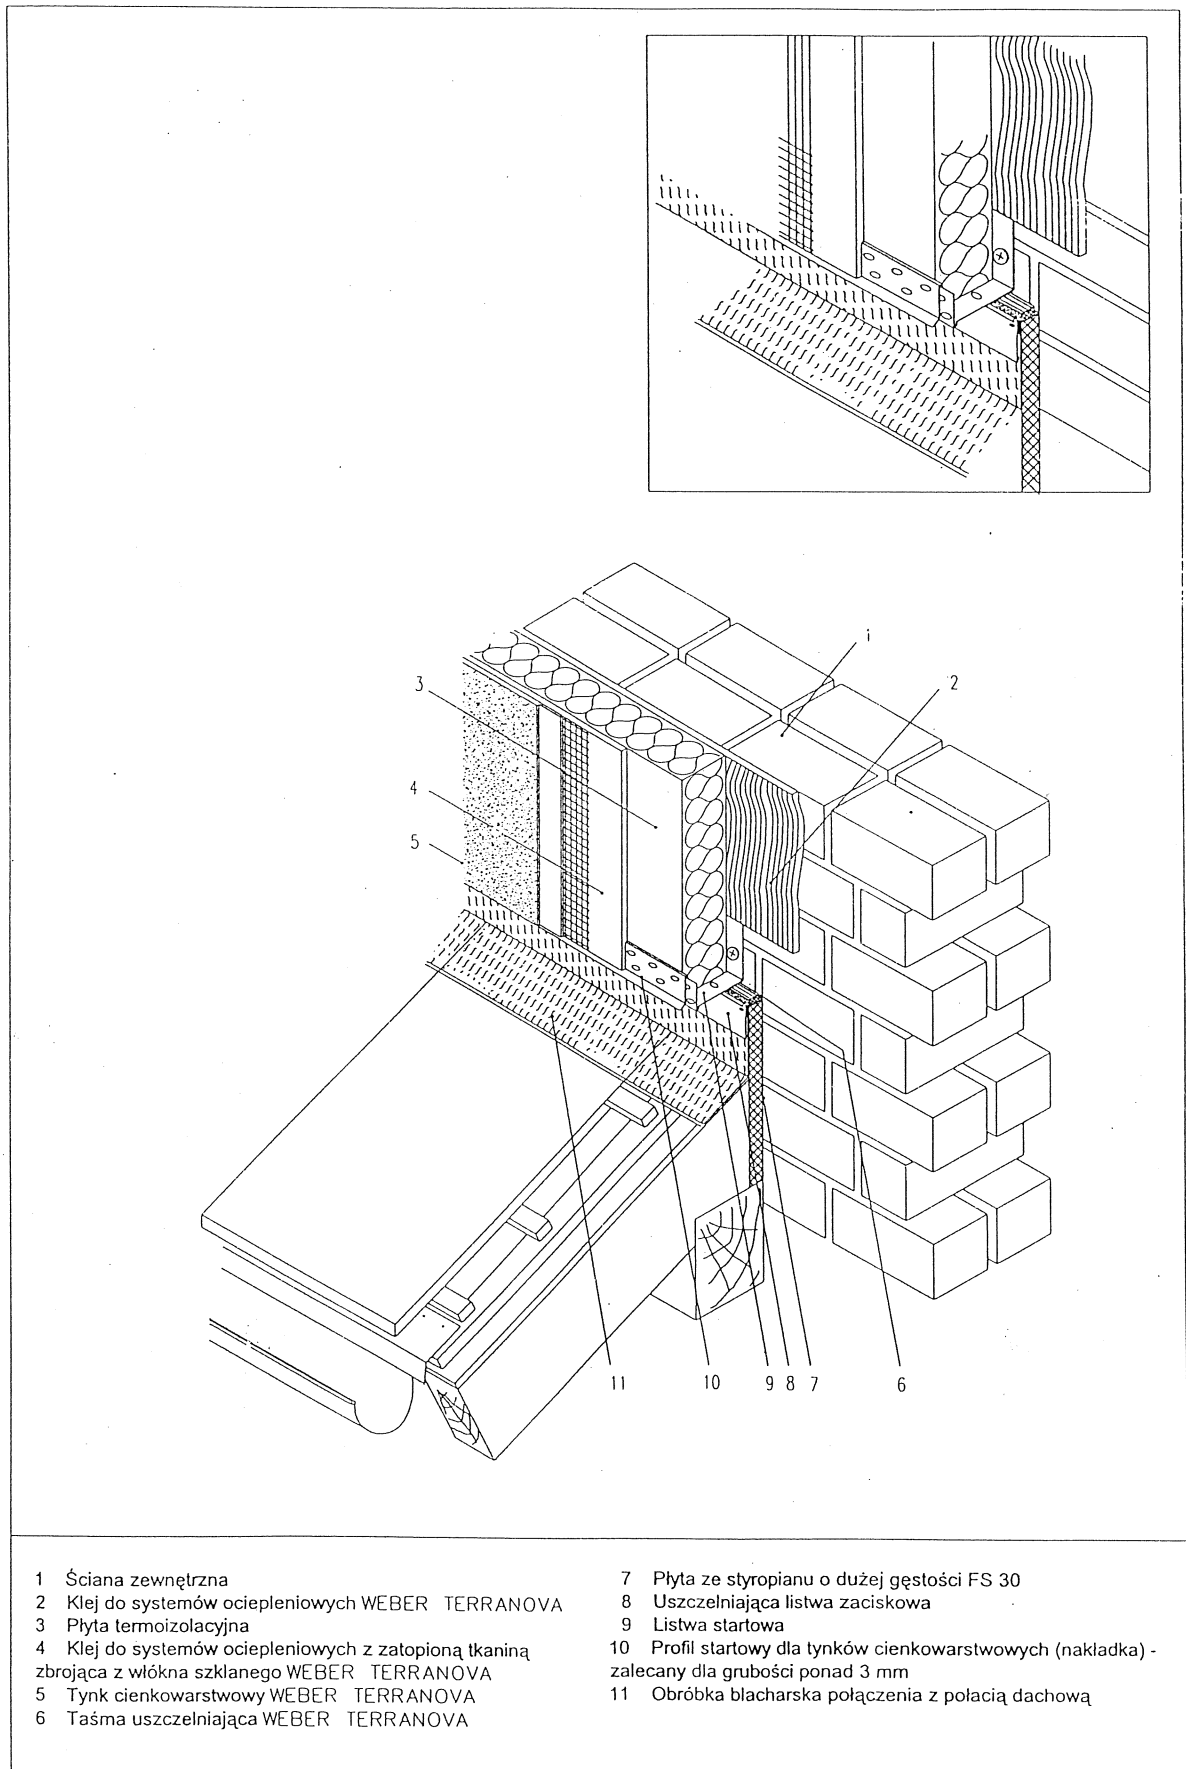 1
2
3
4
5
11
10
9
8
7
6
1 Ściana zewnętrzna
2 Klej do systemów ociepleniowych WEBER TERRANOVA
3 Płyta termoizolacyjna
4 Klej do systemów ociepleniowych z zatopioną tkaniną
zbrojąca z włókna szklanego WEBER TERRANOVA
5 Tynk cienkowarstwowy WEBER TERRANOVA
6 Taśma uszczelniająca WEBER TERRANOVA
7 Płyta ze styropianu o dużej gęstości FS 30
8 Uszczelniająca listwa zaciskowa
9 Listwa startowa
10 Profil startowy dla tynków cienkowarstwowych (nakładka) -
zalecany dla grubości ponad 3 mm
11 Obróbka blacharska połączenia z połacią dachową